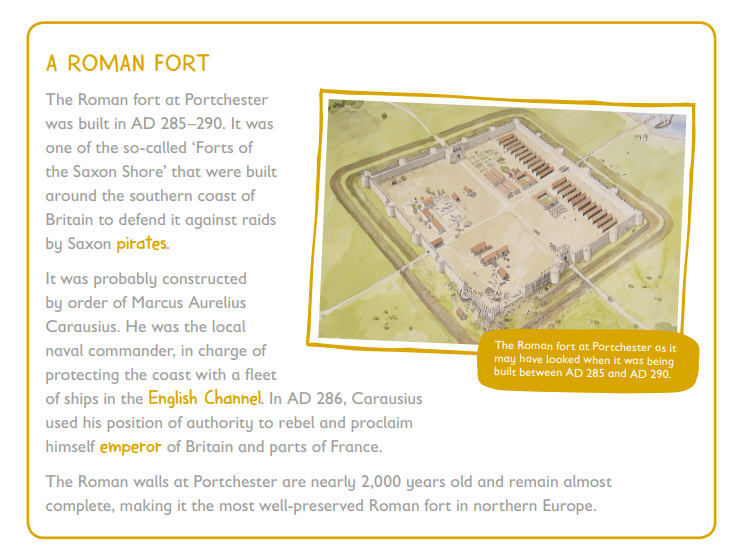 A ROMAN FORT
The Roman fort at Portchester
was built in AD 285–290. It was
one of the so-called ‘Forts of
the Saxon Shore’ that were built
around the southern coast of
Britain to defend it against raids
by Saxon pirates.
It was probably constructed
by order of Marcus Aurelius
Carausius. He was the local
naval commander, in charge of
protecting the coast with a fleet
of ships in the English Channel. In AD 286, Carausius
used his position of authority to rebel and proclaim
himself emperor of Britain and parts of France.
The Roman walls at Portchester are nearly 2,000 years old and remain almost
complete, making it the most well-preserved Roman fort in northern Europe.
The Roman fort at Portchester as it
may have looked when it was being
built between AD 285 and AD 290.